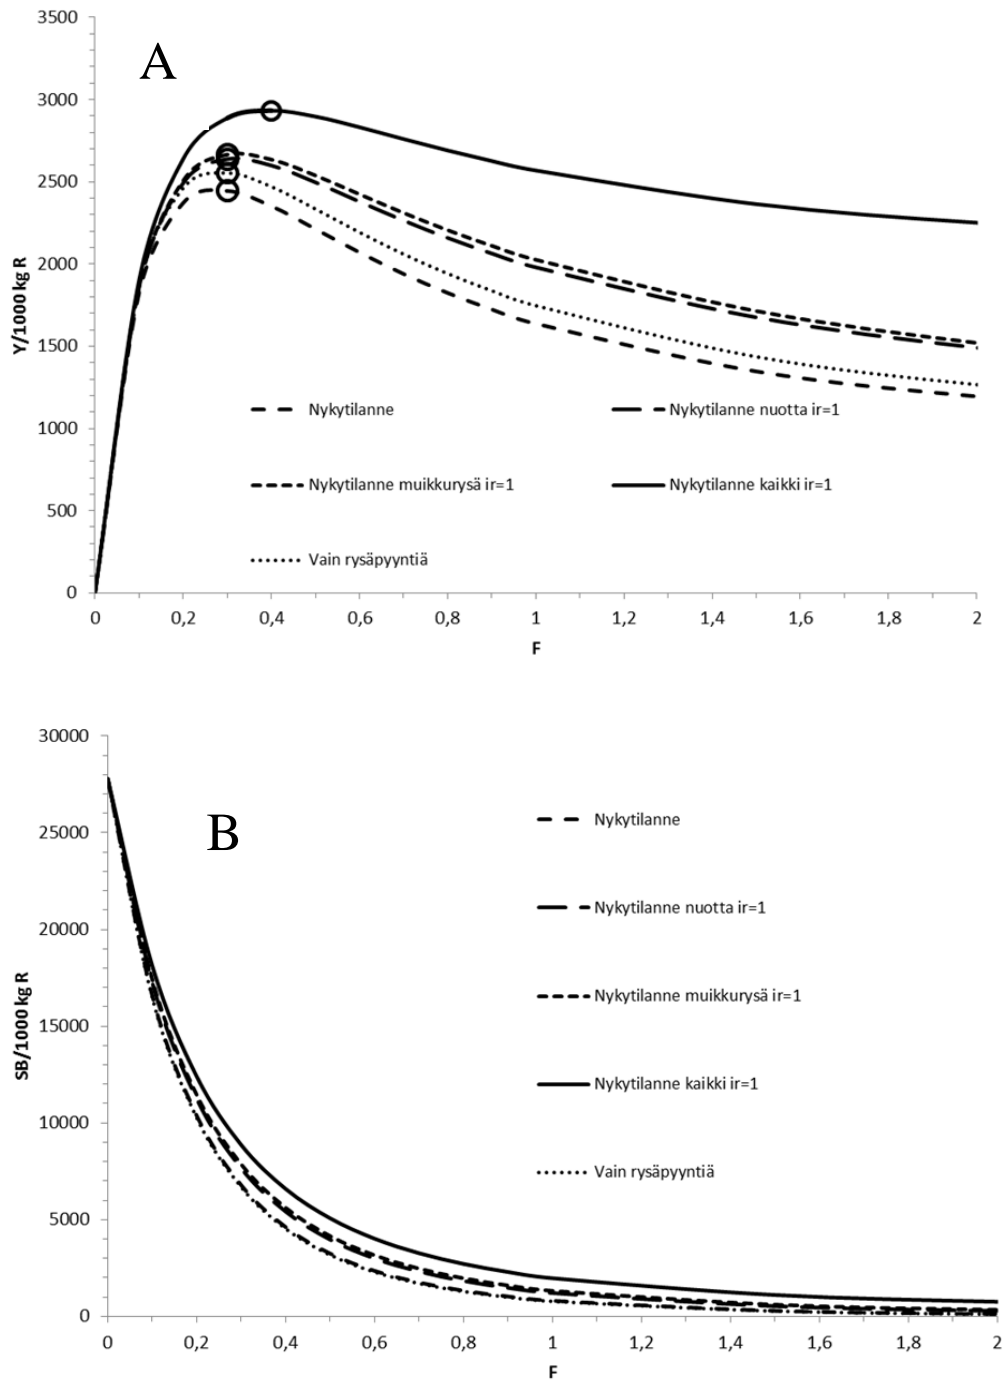 A
3500
3000
2500
2000
1500
1000
500
0
Y/1000 kg R
Nykytilanne
Nykytilanne nuotta ir=1
Nykytilanne muikkurysä ir=1
Nykytilanne kaikki ir=1
Vain rysäpyyntiä
0 0,2 0,4 0,6 0,8 1 1,2 1,4 1,6 1,8 2
F
B
30000
25000
20000
15000
10000
5000
0
SB/1000 kg R
Nykytilanne
Nykytilanne nuotta ir=1
Nykytilanne muikkurysä ir=1
Nykytilanne kaikki ir=1
Vain rysäpyyntiä
0 0,2 0,4 0,6 0,8 1 1,2 1,4 1,6 1,8 2
F